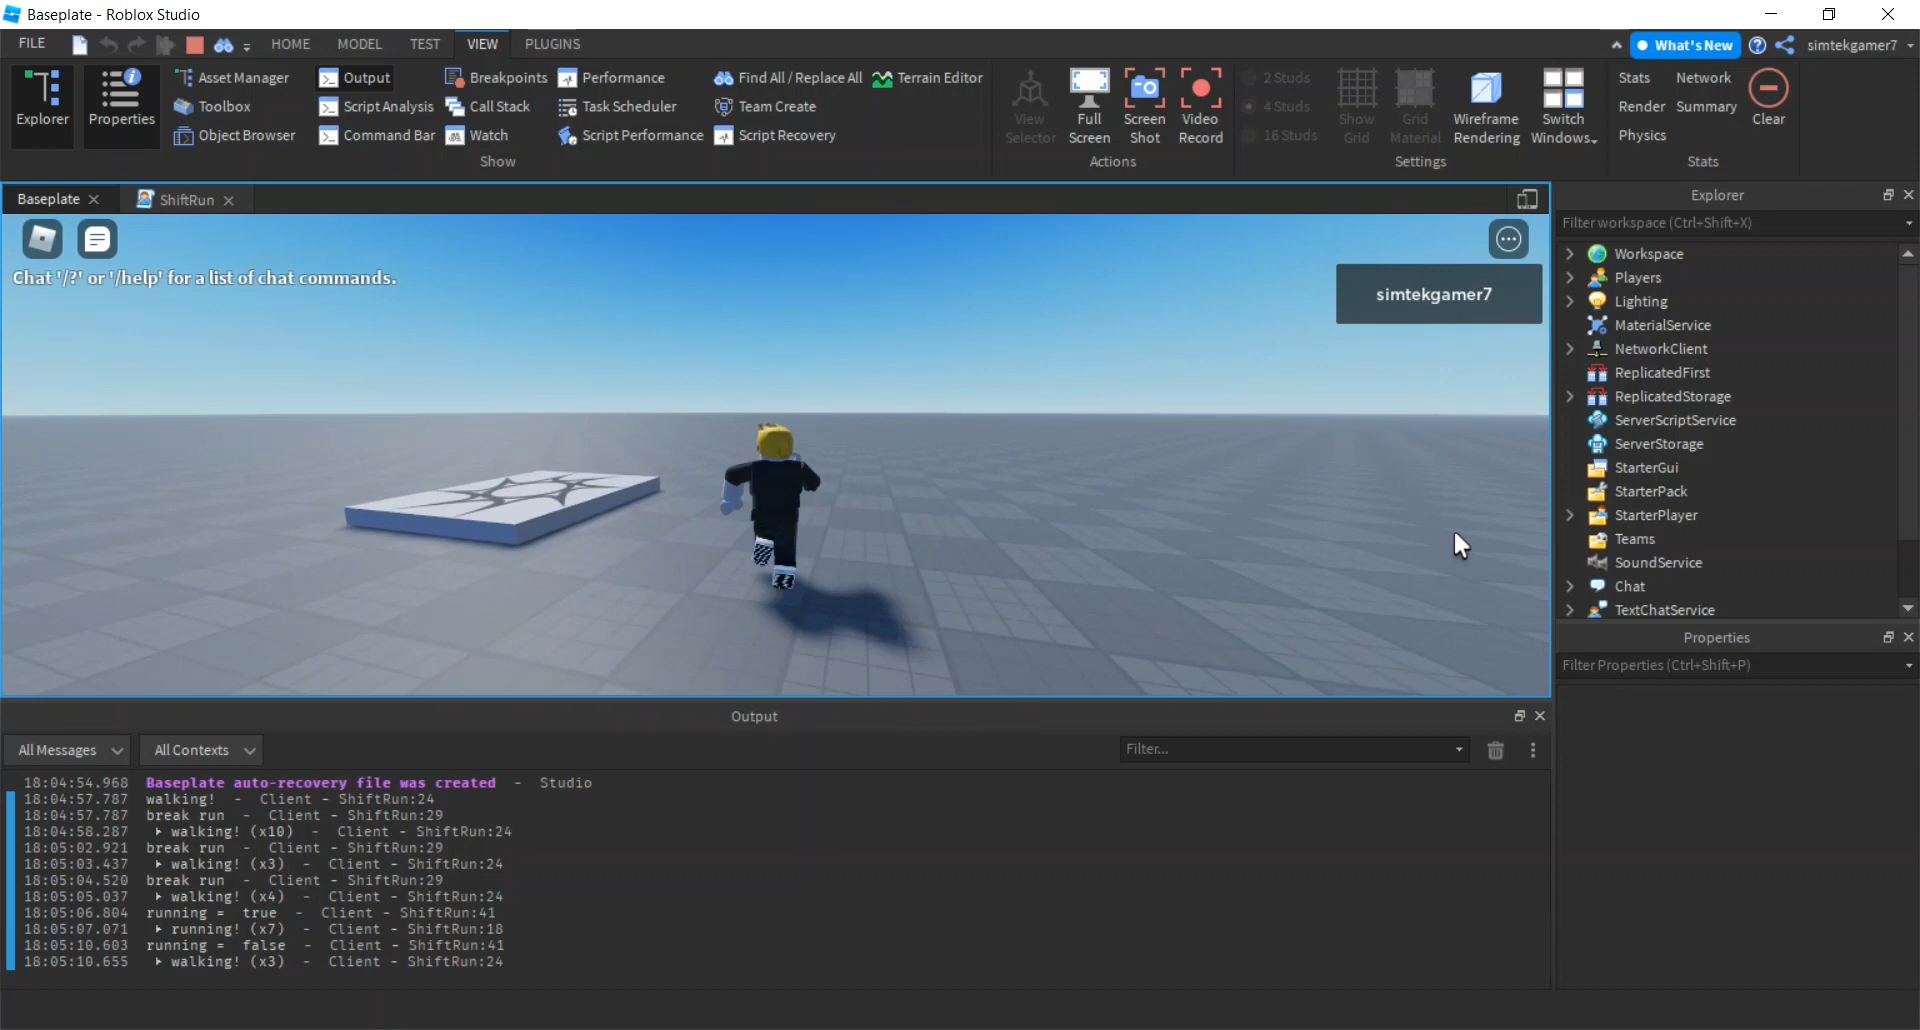 Baseplate - Roblox Studio
FILE HOME MODEL TEST VIEW PLUGINS What's New simtekgamer7
Explorer
Properties
Asset Manager
Toolbox
Object Browser
Output
Script Analysis
Command Bar
Breakpoints
Call Stack
Watch
Performance
Task Scheduler
Script Performance
Find All / Replace All
Team Create
Script Recovery
Terrain Editor
Show
View Selector
Full Screen
Screen Shot
Video Record
Actions
2 Studs
4 Studs
16 Studs
Show Grid
Grid Material
Wireframe Rendering
Switch Windows
Settings
Stats Network
Render Summary
Physics
Clear
Stats
Baseplate ShiftRun
Chat '/?' or '/help' for a list of chat commands.
simtekgamer7
Explorer
Filter workspace (Ctrl+Shift+X)
Workspace
Players
Lighting
MaterialService
NetworkClient
ReplicatedFirst
ReplicatedStorage
ServerScriptService
ServerStorage
StarterGui
StarterPack
StarterPlayer
Teams
SoundService
Chat
TextChatService
Properties
Filter Properties (Ctrl+Shift+P)
Output
All Messages All Contexts Filter...
18:04:54.968 Baseplate auto-recovery file was created - Studio
18:04:57.787 walking! - Client - ShiftRun:24
18:04:57.787 break run - Client - ShiftRun:29
18:04:58.287 ▸ walking! (x10) - Client - ShiftRun:24
18:05:02.921 break run - Client - ShiftRun:29
18:05:03.437 ▸ walking! (x3) - Client - ShiftRun:24
18:05:04.520 break run - Client - ShiftRun:29
18:05:05.037 ▸ walking! (x4) - Client - ShiftRun:24
18:05:06.804 running = true - Client - ShiftRun:41
18:05:07.071 ▸ running! (x7) - Client - ShiftRun:18
18:05:10.603 running = false - Client - ShiftRun:41
18:05:10.655 ▸ walking! (x3) - Client - ShiftRun:24